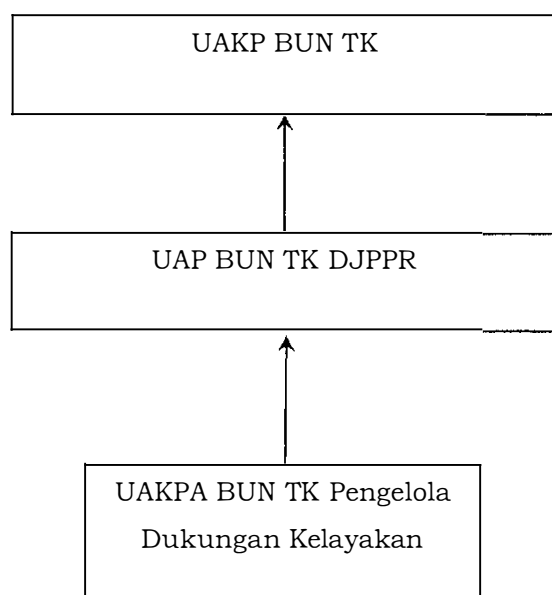 UAKP BUN TK
UAP BUN TK DJPPR
UAKPA BUN TK Pengelola
Dukungan Kelayakan